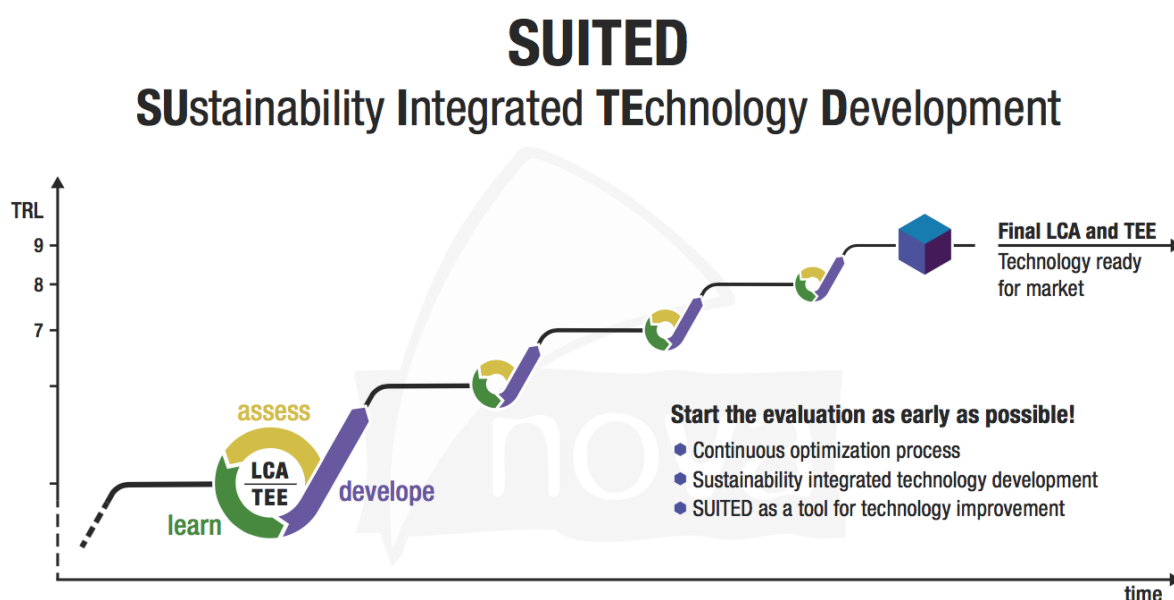 SUITED
SUstainability Integrated TEchnology Development
TRL
9
8
7
Final LCA and TEE
Technology ready
for market
assess
LCA
TEE
develope
learn
nova
Start the evaluation as early as possible!
Continuous optimization process
Sustainability integrated technology development
SUITED as a tool for technology improvement
time